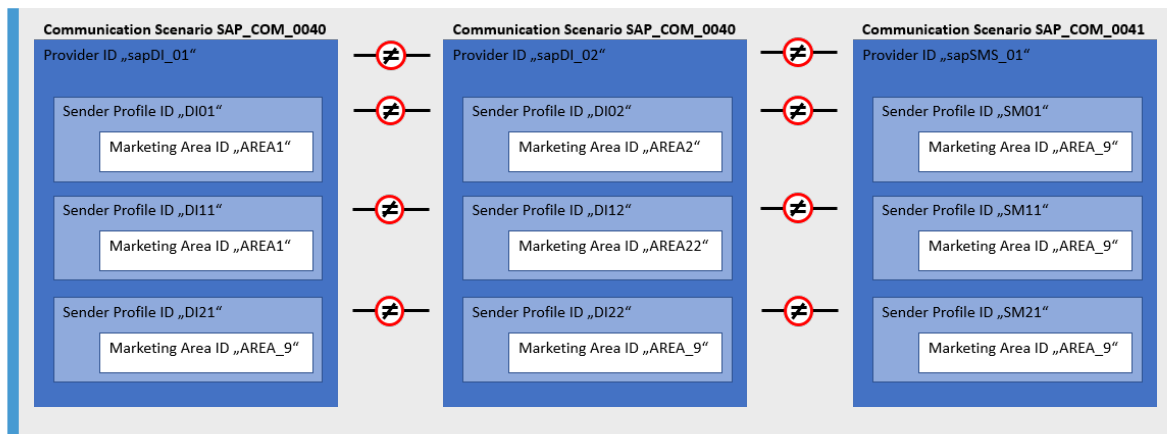 Communication Scenario SAP_COM_0040
Provider ID „sapDI_01“
Sender Profile ID „DI01“
Marketing Area ID „AREA1“
Sender Profile ID „DI11“
Marketing Area ID „AREA1“
Sender Profile ID „DI21“
Marketing Area ID „AREA_9“
≠
≠
≠
≠
Communication Scenario SAP_COM_0040
Provider ID „sapDI_02“
Sender Profile ID „DI02“
Marketing Area ID „AREA2“
Sender Profile ID „DI12“
Marketing Area ID „AREA22“
Sender Profile ID „DI22“
Marketing Area ID „AREA_9“
≠
≠
≠
≠
Communication Scenario SAP_COM_0041
Provider ID „sapSMS_01“
Sender Profile ID „SM01“
Marketing Area ID „AREA_9“
Sender Profile ID „SM11“
Marketing Area ID „AREA_9“
Sender Profile ID „SM21“
Marketing Area ID „AREA_9“